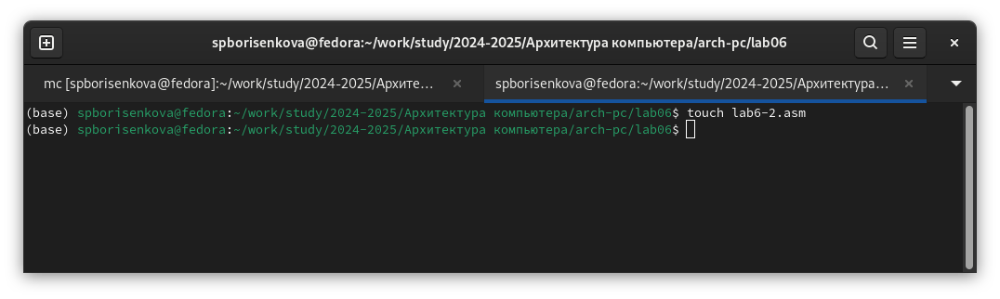 spborisenkova@fedora:~/work/study/2024-2025/Архитектура компьютера/arch-pc/lab06
mc [spborisenkova@fedora]:~/work/study/2024-2025/Архите...
spborisenkova@fedora:~/work/study/2024-2025/Архитектура...
(base) spborisenkova@fedora:~/work/study/2024-2025/Архитектура компьютера/arch-pc/lab06$ touch lab6-2.asm
(base) spborisenkova@fedora:~/work/study/2024-2025/Архитектура компьютера/arch-pc/lab06$